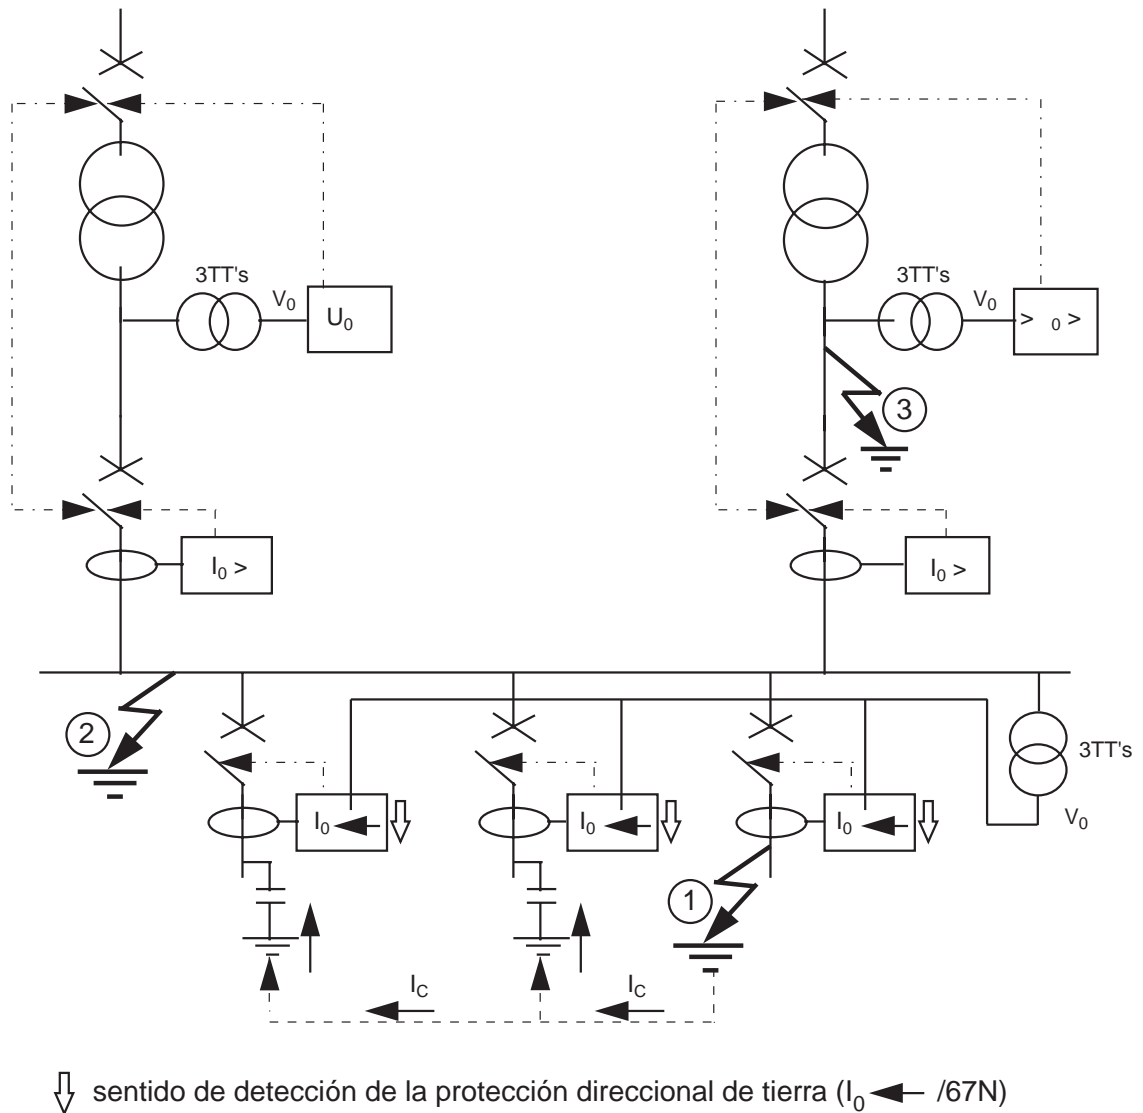 3TT's
V0
U0
3TT's
V0
> 0 >
3
I0 >
I0 >
2
3TT's
V0
I0
I0
I0
1
IC
IC
sentido de detección de la protección direccional de tierra (I0 /67N)